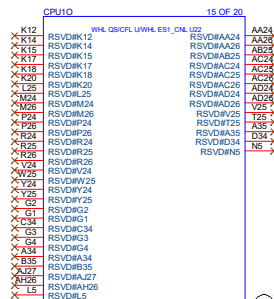 CPU1O 15 OF 20
WHL QS/CFL U/WHL ES1_CNL U22
K12 RSVD#K12 RSVD#AA24 AA24
K14 RSVD#K14 RSVD#AA26 AA26
K15 RSVD#K15 RSVD#AB25 AB25
K17 RSVD#K17 RSVD#AC24 AC24
K18 RSVD#K18 RSVD#AC25 AC25
K20 RSVD#K20 RSVD#AC26 AC26
L25 RSVD#L25 RSVD#AD24 AD24
M24 RSVD#M24 RSVD#AD26 AD26
M26 RSVD#M26 RSVD#V25 V25
P24 RSVD#P24 RSVD#T25 T25
P26 RSVD#P26 RSVD#A35 A35
R24 RSVD#R24 RSVD#D34 D34
R25 RSVD#R25 RSVD#N5 N5
R26 RSVD#R26
V24 RSVD#V24
W25 RSVD#W25
Y24 RSVD#Y24
Y25 RSVD#Y25
G2 RSVD#G2
G1 RSVD#G1
C34 RSVD#C34
G3 RSVD#G3
G4 RSVD#G4
A34 RSVD#A34
B35 RSVD#B35
AJ27 RSVD#AJ27
AH26 RSVD#AH26
L5 RSVD#L5